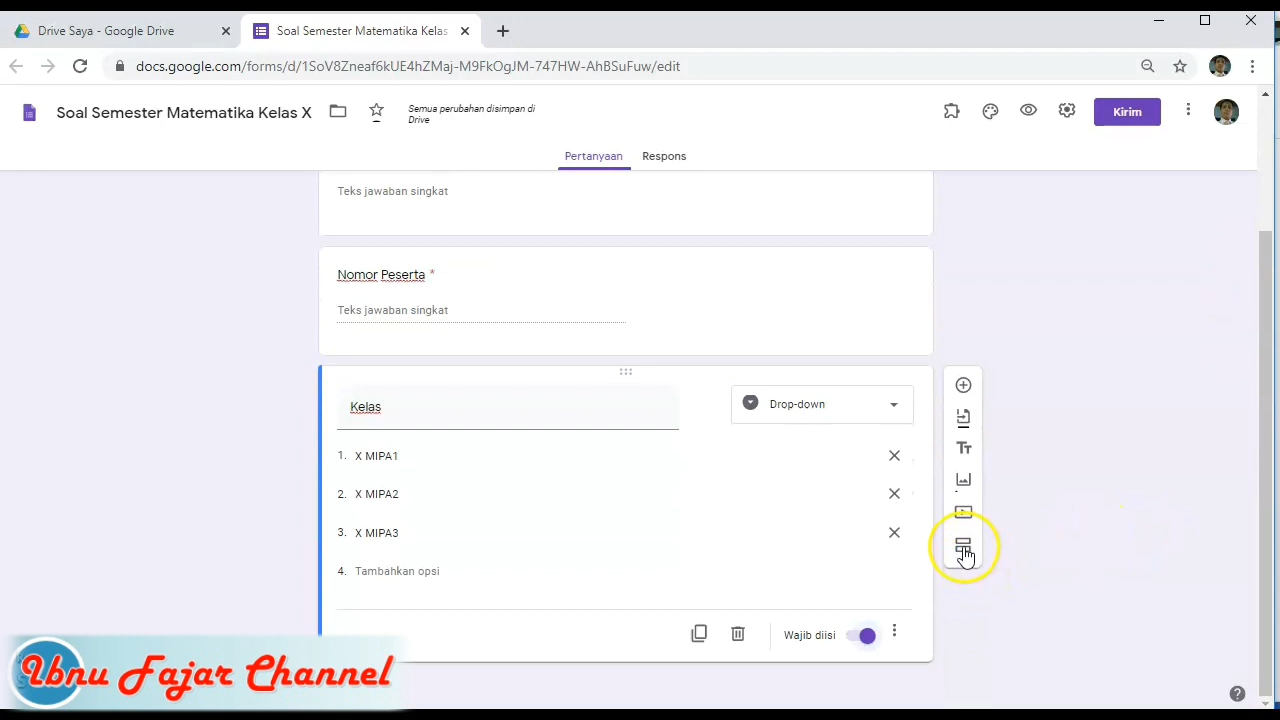 Drive Saya - Google Drive
Soal Semester Matematika Kelas
docs.google.com/forms/d/1SoV8Zneaf6kUE4hZMaj-M9FkOgJM-747HW-AhBSuFuw/edit
Soal Semester Matematika Kelas X
Semua perubahan disimpan di
Drive
Kirim
Pertanyaan
Respons
Teks jawaban singkat
Nomor Peserta *
Teks jawaban singkat
Kelas
Drop-down
1. X MIPA1
2. X MIPA2
3. X MIPA3
4. Tambahkan opsi
Wajib diisi
Ubnu Fajar Channel